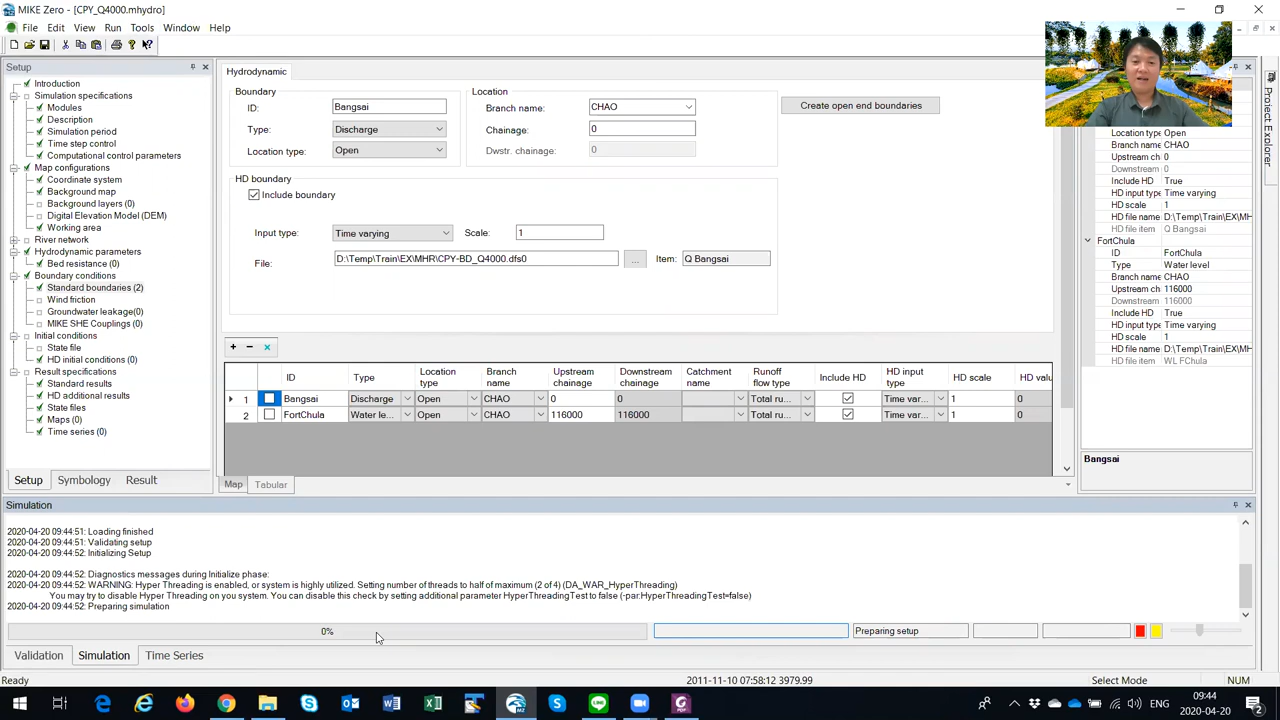 MIKE Zero - [CPY_Q4000.mhydro]
File Edit View Run Tools Window Help
Setup
Introduction
Simulation specifications
Modules
Description
Simulation period
Time step control
Computational control parameters
Map configurations
Coordinate system
Background map
Background layers (0)
Digital Elevation Model (DEM)
Working area
River network
Hydrodynamic parameters
Bed resistance (0)
Boundary conditions
Standard boundaries (2)
Wind friction
Groundwater leakage(0)
MIKE SHE Couplings (0)
Initial conditions
State file
HD initial conditions (0)
Result specifications
Standard results
HD additional results
State files
Maps (0)
Time series (0)
Setup Symbology Result
Hydrodynamic
Boundary
ID: Bangsai
Type: Discharge
Location type: Open
Location
Branch name: CHAO
Chainage: 0
Dwstr. chainage: 0
Create open end boundaries
HD boundary
Include boundary
Input type: Time varying Scale: 1
File: D:\Temp\Train\EX\MHR\CPY-BD_Q4000.dfs0 ... Item: Q Bangsai
ID Type Location type Branch name Upstream chainage Downstream chainage Catchment name Runoff flow type Include HD HD input type HD scale HD valu
1 Bangsai Discharge Open CHAO 0 0 Total ru... Time var... 1 0
2 FortChula Water le... Open CHAO 116000 116000 Total ru... Time var... 1 0
Map Tabular
Location type Open
Branch name CHAO
Upstream ch 0
Downstream 0
Include HD True
HD input type Time varying
HD scale 1
HD file name D:\Temp\Train\EX\MH
HD file item Q Bangsai
FortChula
ID FortChula
Type Water level
Branch name CHAO
Upstream ch 116000
Downstream 116000
Include HD True
HD input type Time varying
HD scale 1
HD file name D:\Temp\Train\EX\MH
HD file item WL FChula
Bangsai
Project Explorer
Simulation
2020-04-20 09:44:51: Loading finished
2020-04-20 09:44:51: Validating setup
2020-04-20 09:44:52: Initializing Setup
2020-04-20 09:44:52: Diagnostics messages during Initialize phase:
2020-04-20 09:44:52: WARNING: Hyper Threading is enabled, or system is highly utilized. Setting number of threads to half of maximum (2 of 4) (DA_WAR_HyperThreading)
You may try to disable Hyper Threading on you system. You can disable this check by setting additional parameter HyperThreadingTest to false (-par:HyperThreadingTest=false)
2020-04-20 09:44:52: Preparing simulation
0% Preparing setup
Validation Simulation Time Series
Ready 2011-11-10 07:58:12 3979.99 Select Mode NUM
ENG 09:44
2020-04-20 2